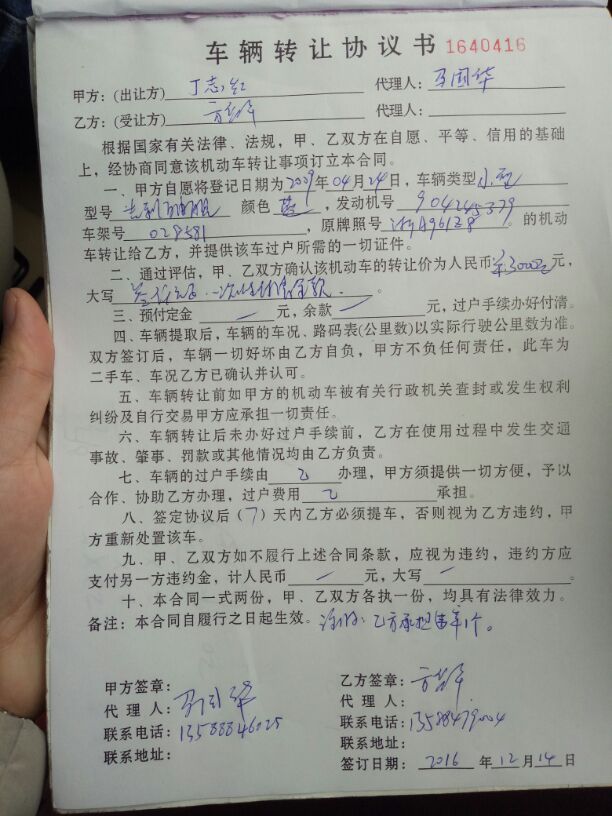 车辆转让协议书 1640416
甲方：(出让方) 丁志红 代理人：
乙方：(受让方) 代理人：
根据国家有关法律、法规，甲、乙双方在自愿、平等、信用的基础
上，经协商同意该机动车转让事项订立本合同。
一、甲方自愿将登记日期为2009年04月24日，车辆类型小型
型号 颜色 蓝，发动机号 904245379
车架号 029581，原牌照号 。的机动
车转让给乙方，并提供该车过户所需的一切证件。
二、通过评估，甲、乙双方确认该机动车的转让价为人民币 元，
大写 。
三、预付定金 一 元，余款 一 元，过户手续办好付清。
四、车辆提取后，车辆的车况、路码表(公里数)以实际行驶公里数为准。
双方签订后，车辆一切好坏由乙方自负，甲方不负任何责任，此车为
二手车、车况乙方已确认并认可。
五、车辆转让前如甲方的机动车被有关行政机关查封或发生权利
纠纷及自行交易甲方应承担一切责任。
六、车辆转让后未办好过户手续前，乙方在使用过程中发生交通
事故、肇事、罚款或其他情况均由乙方负责。
七、车辆的过户手续由 乙 办理，甲方须提供一切方便，予以
合作、协助乙方办理，过户费用 乙 承担。
八、签定协议后（7）天内乙方必须提车，否则视为乙方违约，甲
方重新处置该车。
九、甲、乙双方如不履行上述合同条款，应视为违约，违约方应
支付另一方违约金，计人民币 一 元，大写 一 。
十、本合同一式两份，甲、乙双方各执一份，均具有法律效力。
备注：本合同自履行之日起生效。 乙方承担
甲方签章：
代 理 人：
联系电话：13588846025
联系地址：
乙方签章：
代 理 人：
联系电话：13588479004
联系地址：
签订日期：2016 年 12 月 14 日